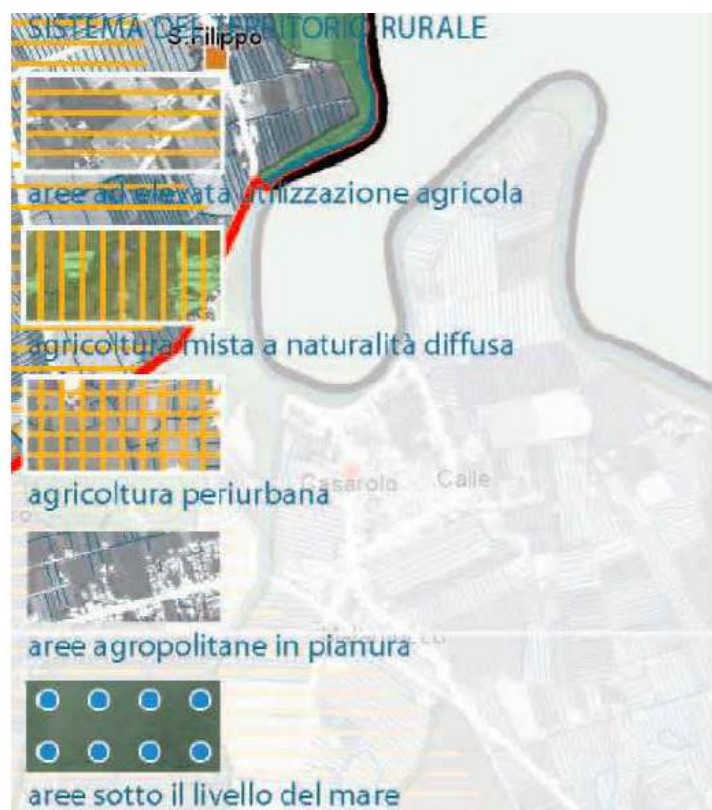 SISTEMA DEL TERRITORIO RURALE
S.Filippo
aree ad elevata utilizzazione agricola
agricoltura mista a naturalità diffusa
Casarolo
Calle
agricoltura periurbana
aree agropolitane in pianura
aree sotto il livello del mare